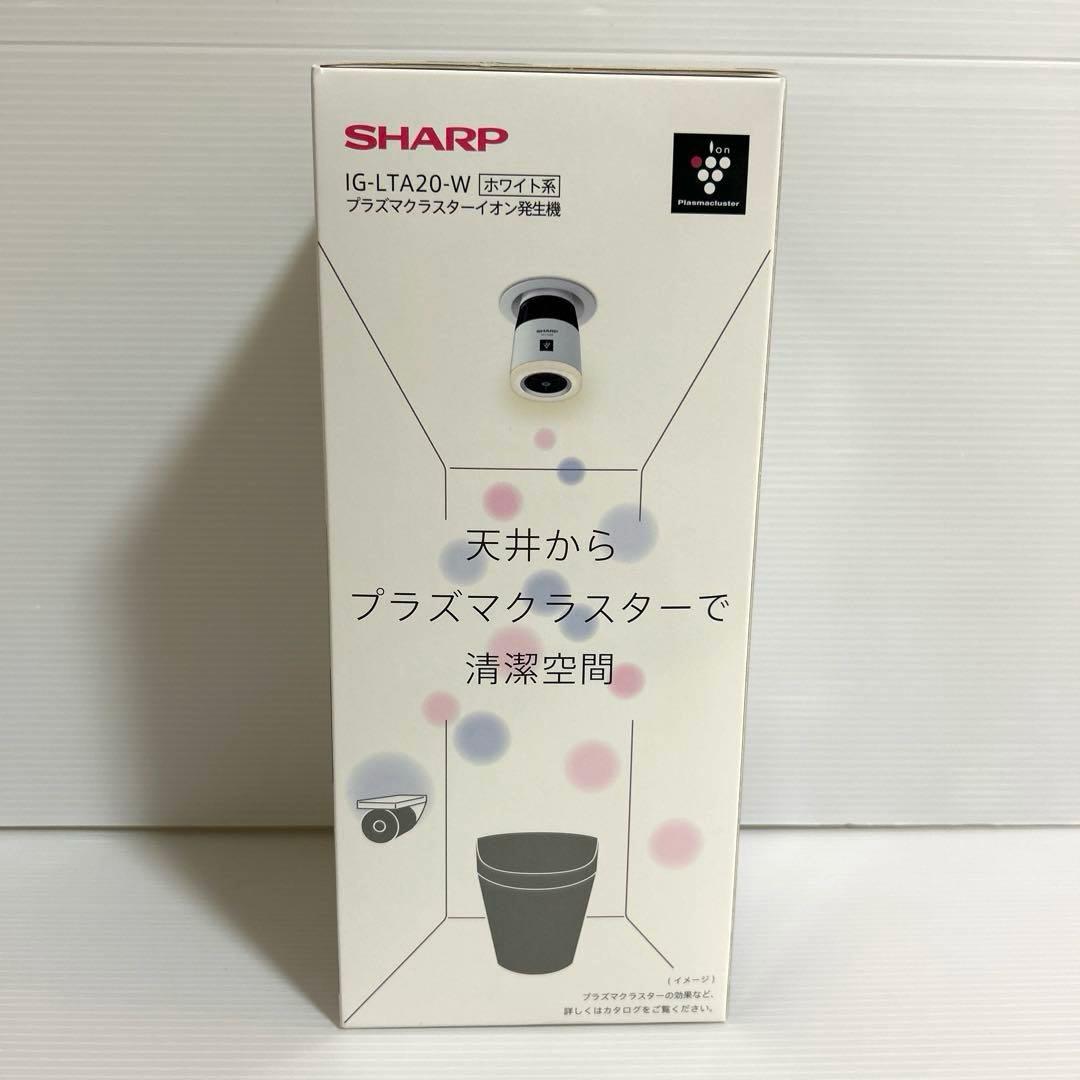 SHARP
IG-LTA20-W ホワイト系
プラズマクラスターイオン発生機
ion
Plasmacluster
SHARP
天井から
プラズマクラスターで
清潔空間
(イメージ)
プラズマクラスターの効果など、
詳しくはカタログをご覧ください。